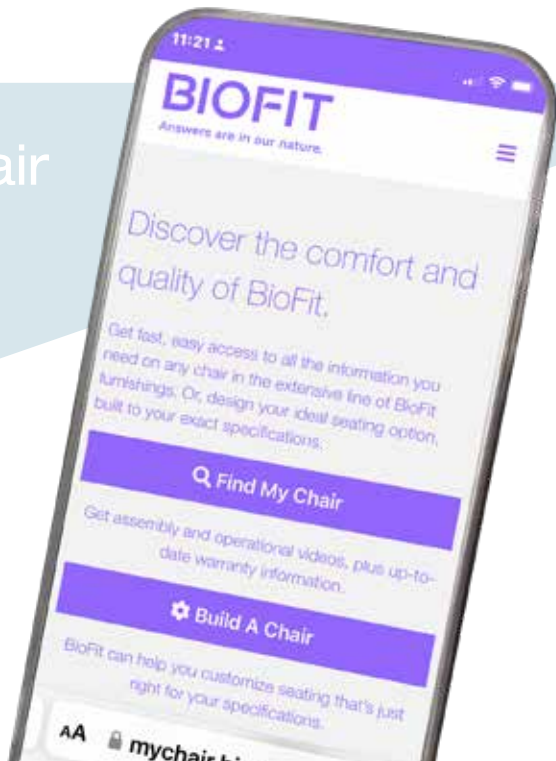 air
11:21
BIOFIT
Answers are in our nature.
Discover the comfort and
quality of BioFit.
Get fast, easy access to all the information you
need on any chair in the extensive line of BioFit
furnishings. Or, design your ideal seating option,
built to your exact specifications.
Find My Chair
Get assembly and operational videos, plus up-to-
date warranty information.
Build A Chair
BioFit can help you customize seating that's just
right for your specifications.
AA mychair.bi